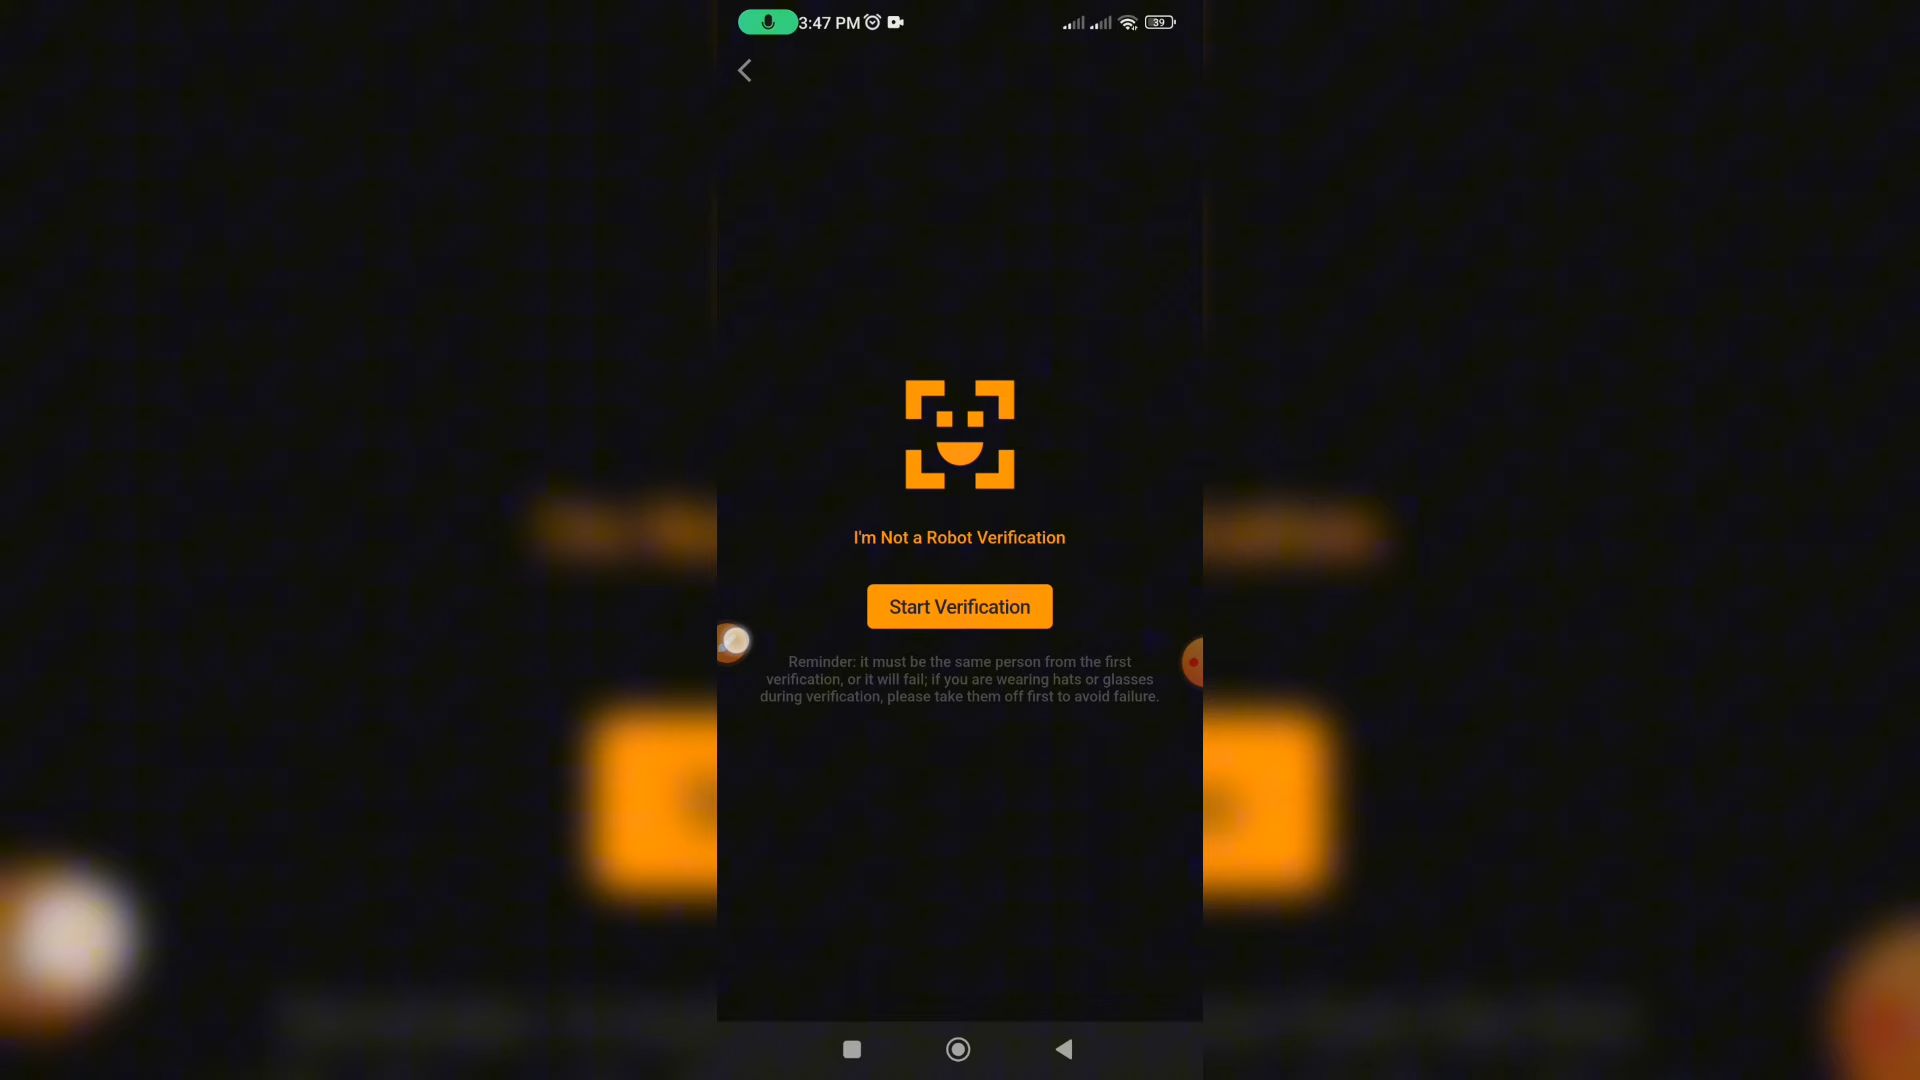 3:47 PM
39
I'm Not a Robot Verification
Start Verification
Reminder: it must be the same person from the first
verification, or it will fail; if you are wearing hats or glasses
during verification, please take them off first to avoid failure.